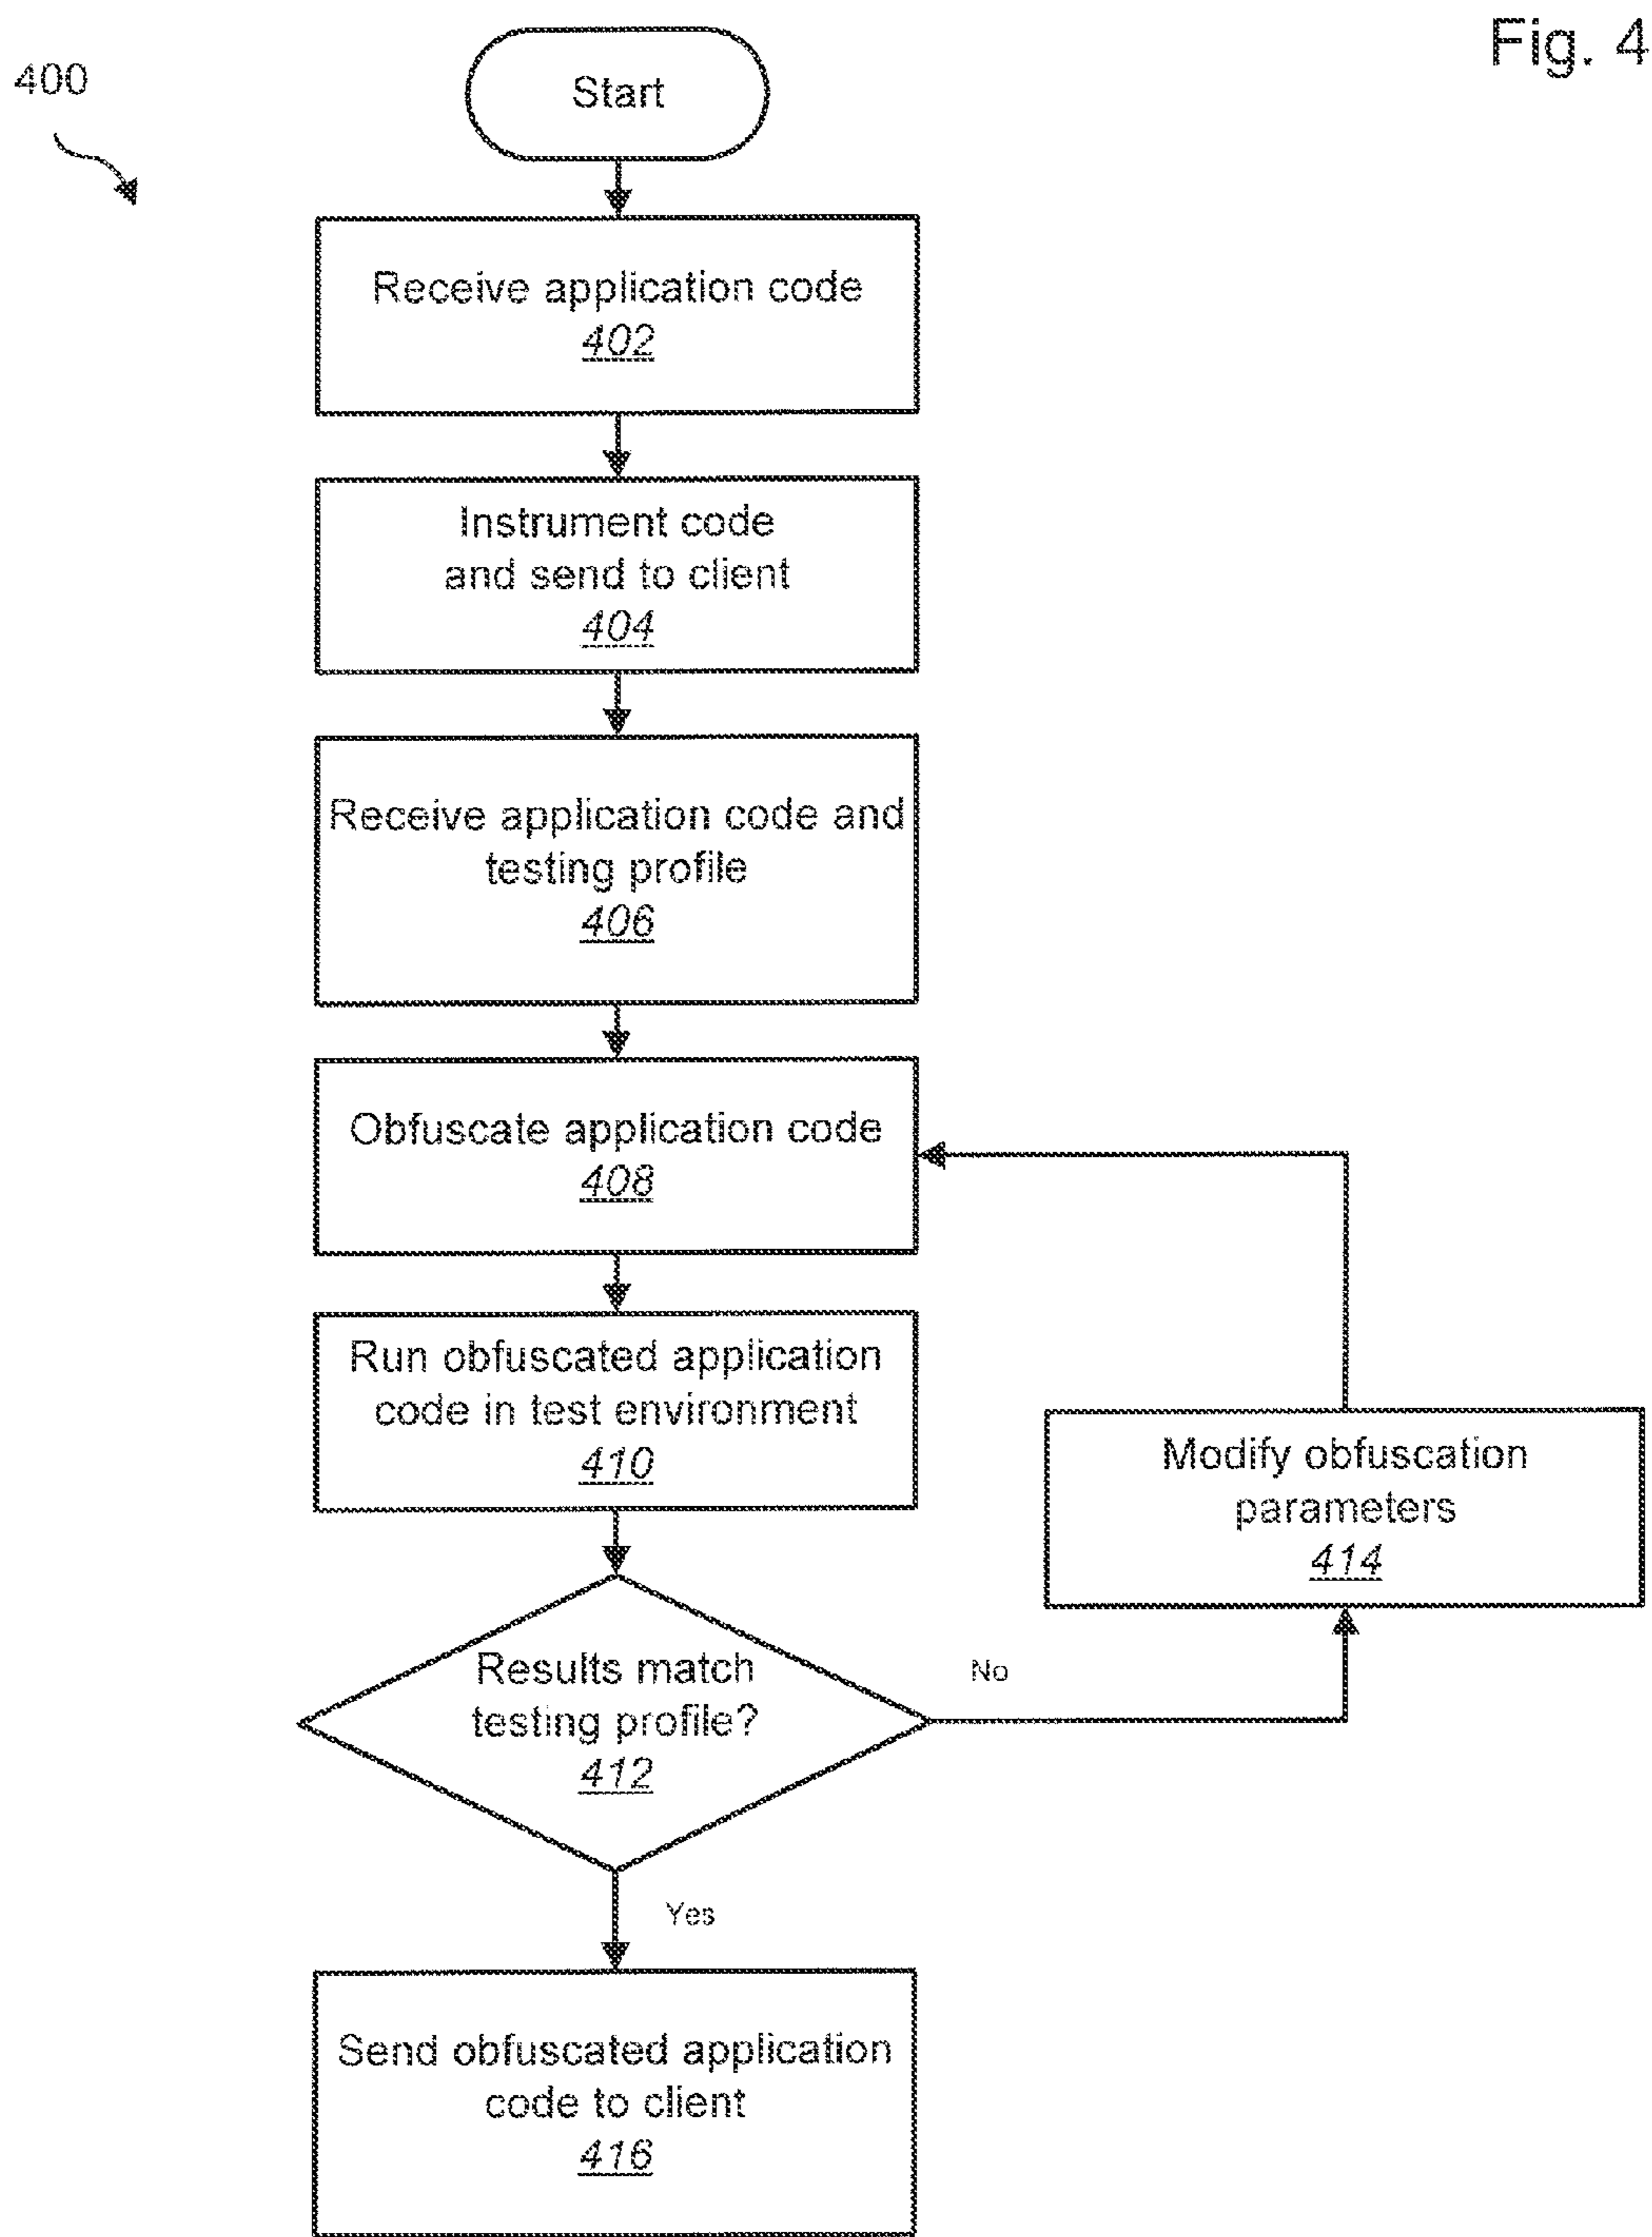 Fig. 4
400
Start
Receive application code
402
Instrument code
and send to client
404
Receive application code and
testing profile
406
Obfuscate application code
408
Run obfuscated application
code in test environment
410
Modify obfuscation
parameters
414
Results match
testing profile?
412
No
Yes
Send obfuscated application
code to client
416